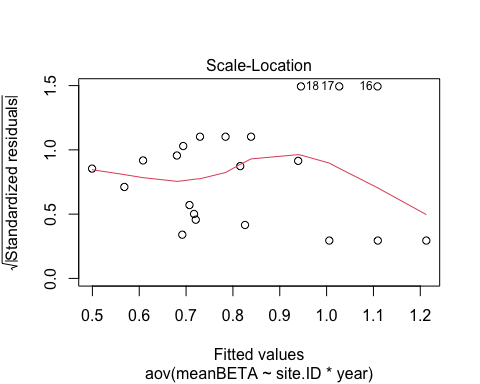 Scale-Location
√|Standardized residuals|
1.5
1.0
0.5
0.0
18 17 16
0.5 0.6 0.7 0.8 0.9 1.0 1.1 1.2
Fitted values
aov(meanBETA ~ site.ID * year)